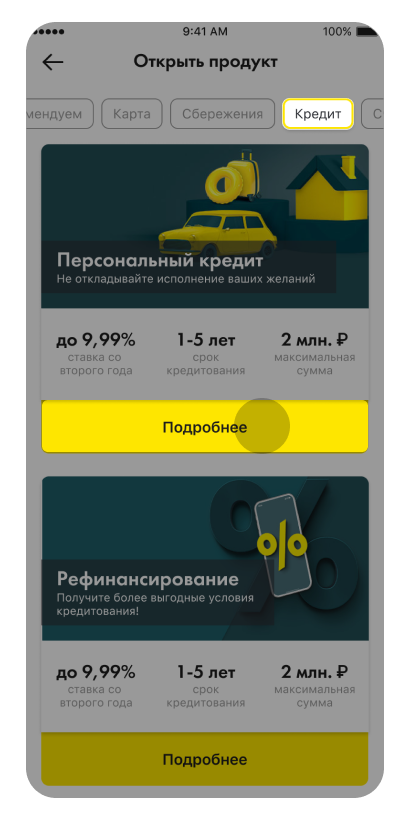 9:41 AM 100%
Открыть продукт
мендуем Карта Сбережения Кредит С
Персональный кредит
Не откладывайте исполнение ваших желаний
до 9,99% 1-5 лет 2 млн. ₽
ставка со срок максимальная
второго года кредитования сумма
Подробнее
%
%
Рефинансирование
Получите более выгодные условия
кредитования!
до 9,99% 1-5 лет 2 млн. ₽
ставка со срок максимальная
второго года кредитования сумма
Подробнее